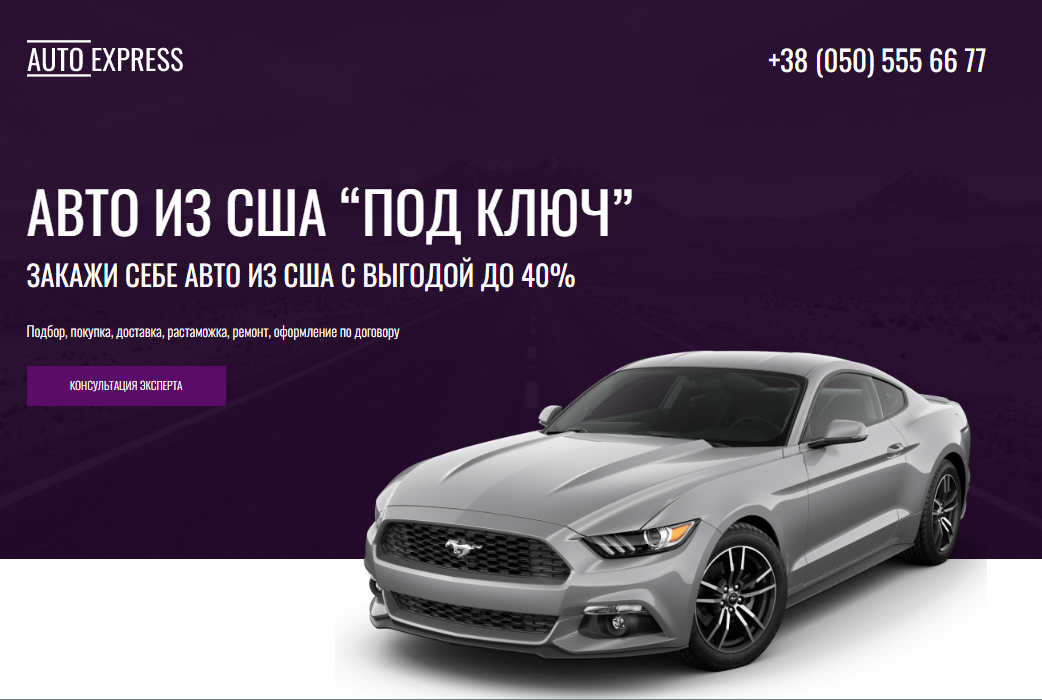 AUTO EXPRESS
+38 (050) 555 66 77
АВТО ИЗ США “ПОД КЛЮЧ”
ЗАКАЖИ СЕБЕ АВТО ИЗ США С ВЫГОДОЙ ДО 40%
Подбор, покупка, доставка, растаможка, ремонт, оформление по договору
КОНСУЛЬТАЦИЯ ЭКСПЕРТА